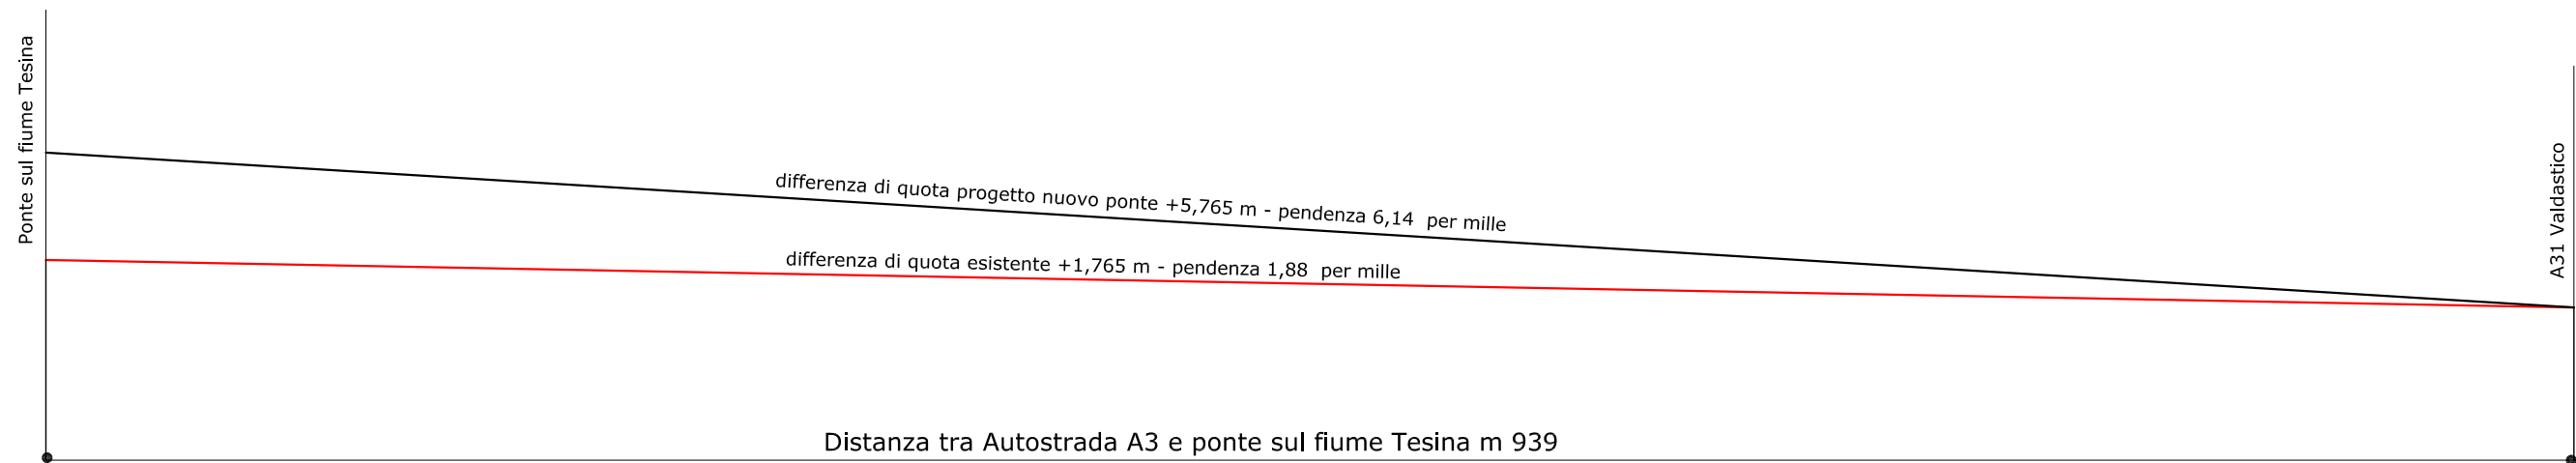 Ponte sul fiume Tesina
differenza di quota progetto nuovo ponte +5,765 m - pendenza 6,14 per mille
differenza di quota esistente +1,765 m - pendenza 1,88 per mille
A31 Valdastico
Distanza tra Autostrada A3 e ponte sul fiume Tesina m 939